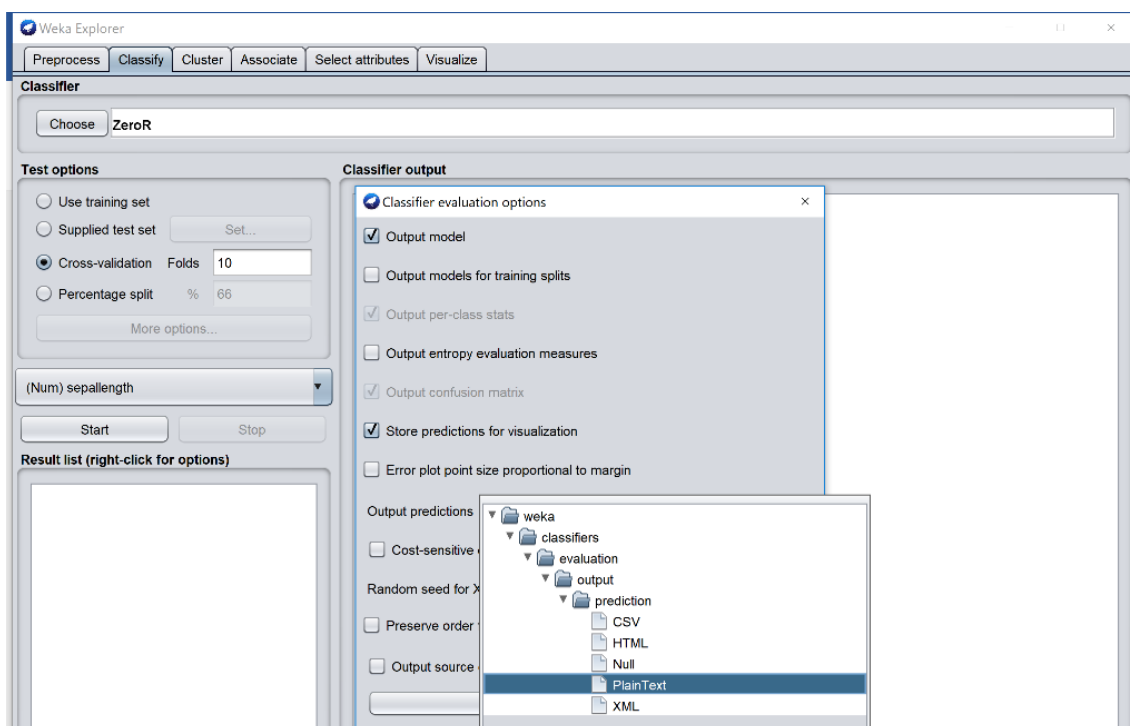 Weka Explorer
Preprocess Classify Cluster Associate Select attributes Visualize
Classifier
Choose ZeroR
Test options
Use training set
Supplied test set Set...
Cross-validation Folds 10
Percentage split % 66
More options...
(Num) sepallength
Start Stop
Result list (right-click for options)
Classifier output
Classifier evaluation options
Output model
Output models for training splits
Output per-class stats
Output entropy evaluation measures
Output confusion matrix
Store predictions for visualization
Error plot point size proportional to margin
Output predictions
Cost-sensitive
Random seed for X
Preserve order
Output source
weka
classifiers
evaluation
output
prediction
CSV
HTML
Null
PlainText
XML